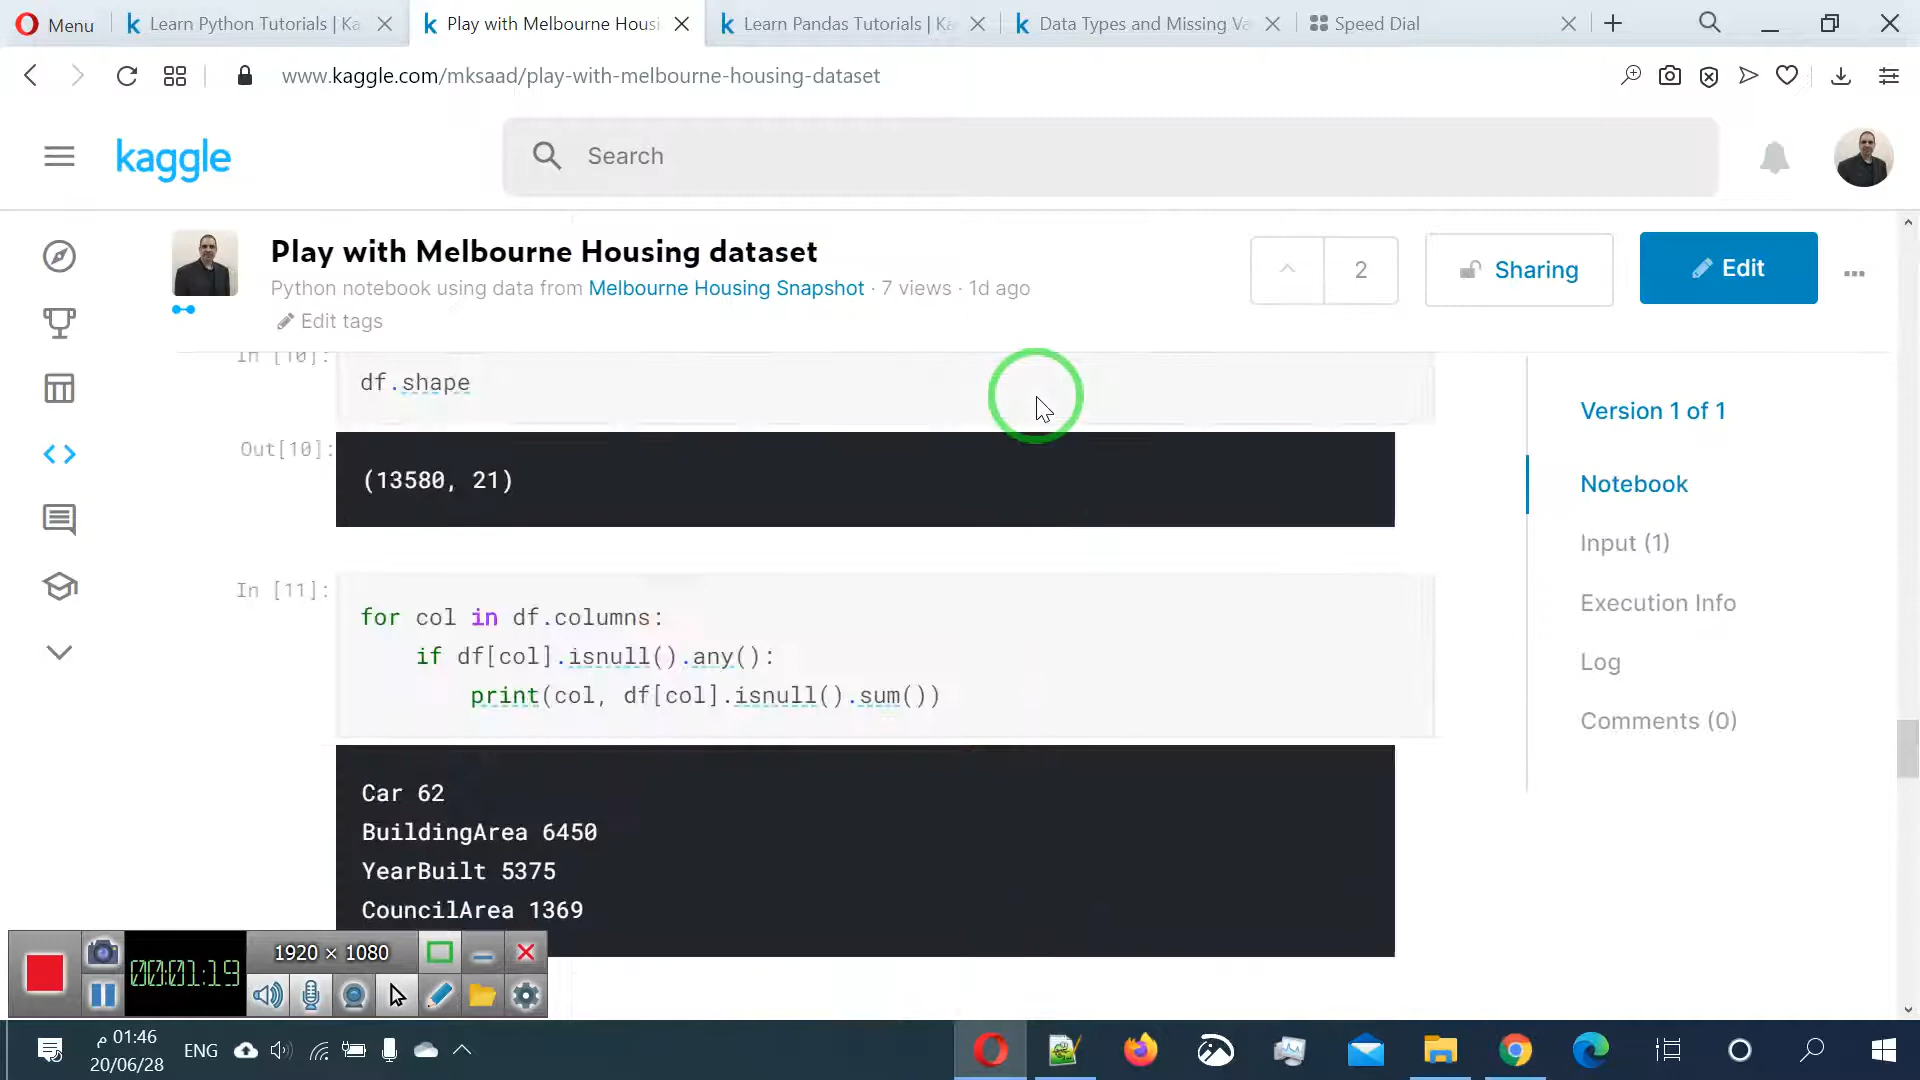 Menu
Learn Python Tutorials | Ka
Play with Melbourne Housi
Learn Pandas Tutorials | Ka
Data Types and Missing Va
Speed Dial
www.kaggle.com/mksaad/play-with-melbourne-housing-dataset
kaggle
Search
Play with Melbourne Housing dataset
Python notebook using data from Melbourne Housing Snapshot · 7 views · 1d ago
Edit tags
2
Sharing
Edit
In [10]:
df.shape
Out[10]:
(13580, 21)
In [11]:
for col in df.columns:
    if df[col].isnull().any():
        print(col, df[col].isnull().sum())
Car 62
BuildingArea 6450
YearBuilt 5375
CouncilArea 1369
Version 1 of 1
Notebook
Input (1)
Execution Info
Log
Comments (0)
1920 × 1080
00:01:19
01:46 م
20/06/28
ENG